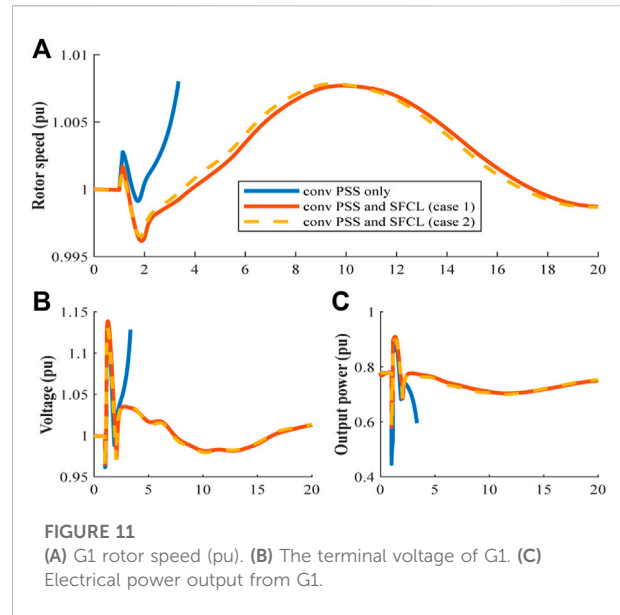 A
Rotor speed (pu)
1.01
1.005
1
0.995
conv PSS only
conv PSS and SFCL (case 1)
conv PSS and SFCL (case 2)
0 2 4 6 8 10 12 14 16 18 20
B
Voltage (pu)
1.15
1.1
1.05
1
0.95
0 5 10 15 20
C
Output power (pu)
1
0.8
0.6
0.4
0 5 10 15 20
FIGURE 11
(A) G1 rotor speed (pu). (B) The terminal voltage of G1. (C)
Electrical power output from G1.